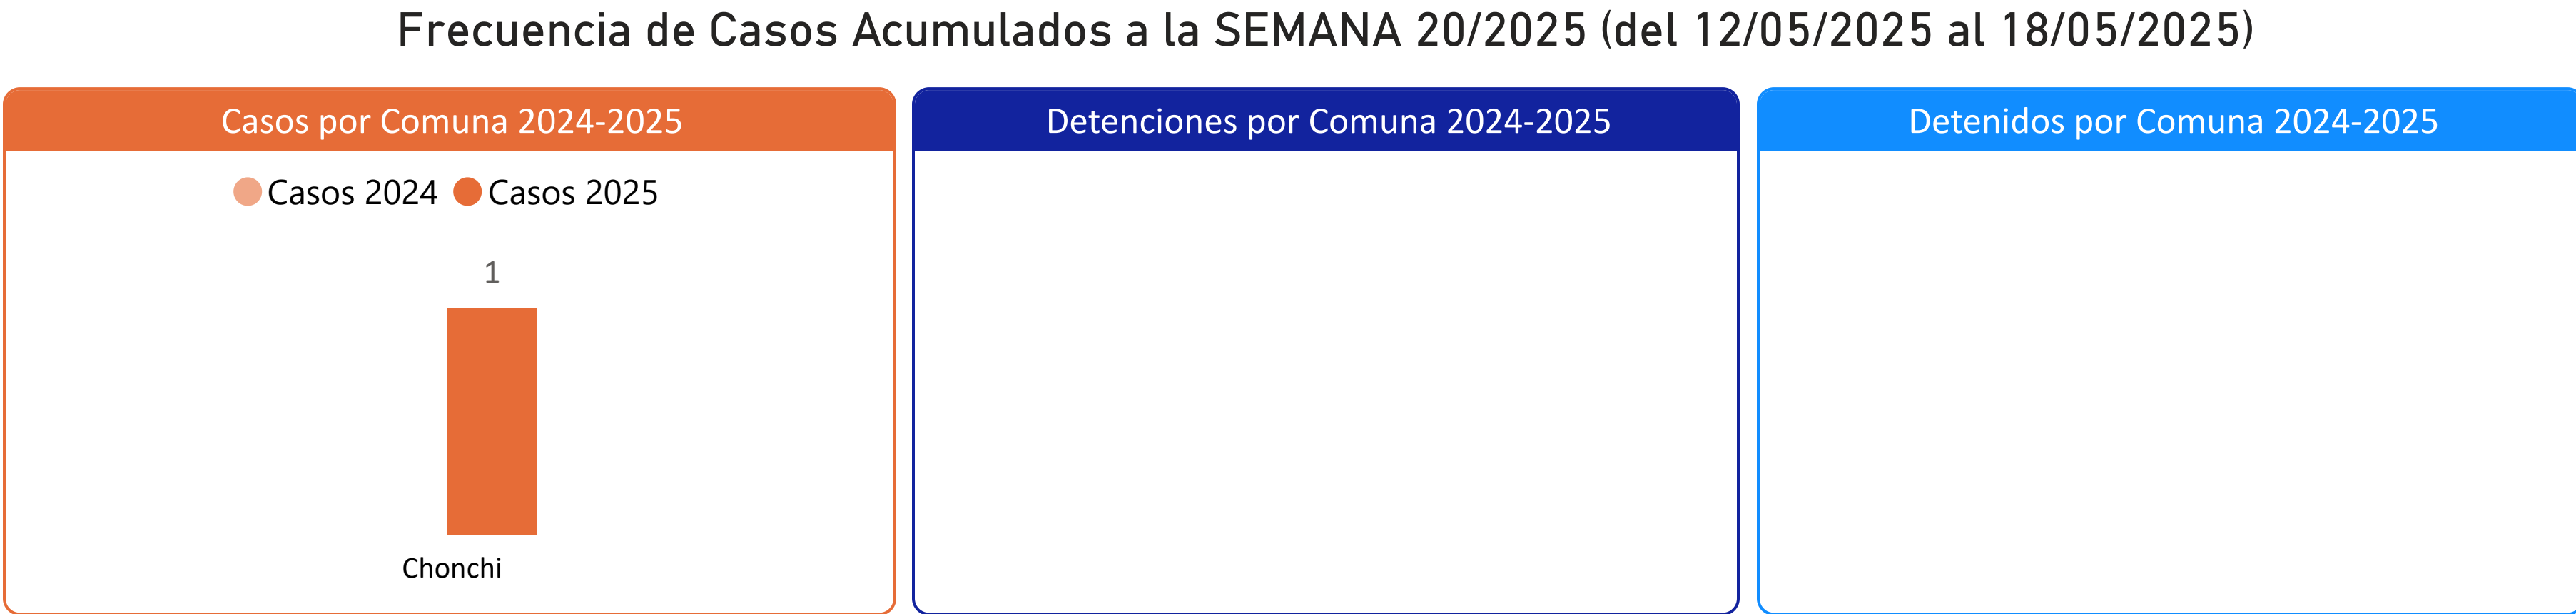 Frecuencia de Casos Acumulados a la SEMANA 20/2025 (del 12/05/2025 al 18/05/2025)
Casos por Comuna 2024-2025
Casos 2024 Casos 2025
1
Chonchi
Detenciones por Comuna 2024-2025
Detenidos por Comuna 2024-2025